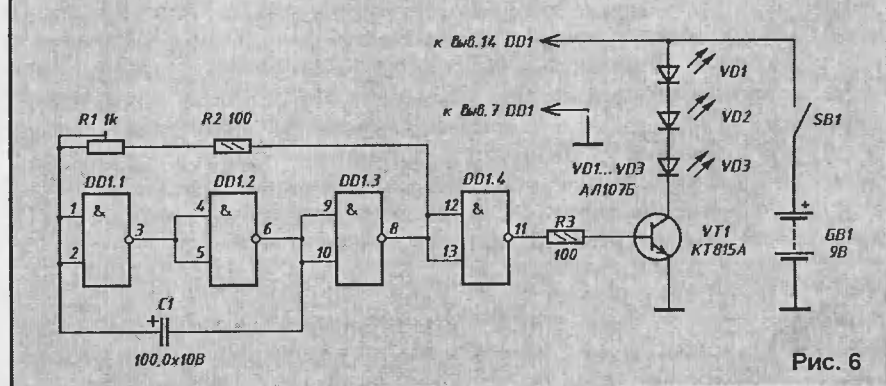 к Выв.14 DD1
к Выв.7 DD1
R1 1k
R2 100
DD1.1
DD1.2
DD1.3
DD1.4
&
&
&
&
1
2
3
4
5
6
9
10
8
12
13
11
C1
+
100,0x10В
R3
100
VD1
VD2
VD3
VD1...VD3
АЛ107Б
VT1
КТ815А
SB1
+
GB1
9В
Рис. 6